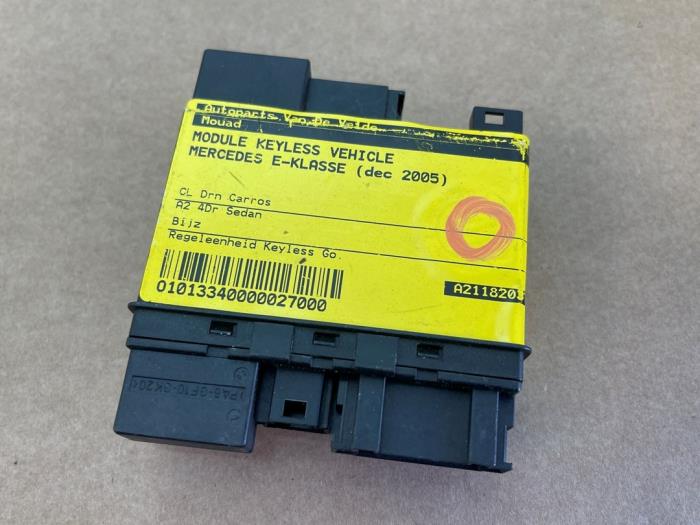 Autoparts Van De Velde
Mouad
MODULE KEYLESS VEHICLE
MERCEDES E-KLASSE (dec 2005)
CL Drn Carros
A2 4Dr Sedan
Bijz
Regeleenheid Keyless Go.
O1013340000027000
A211820